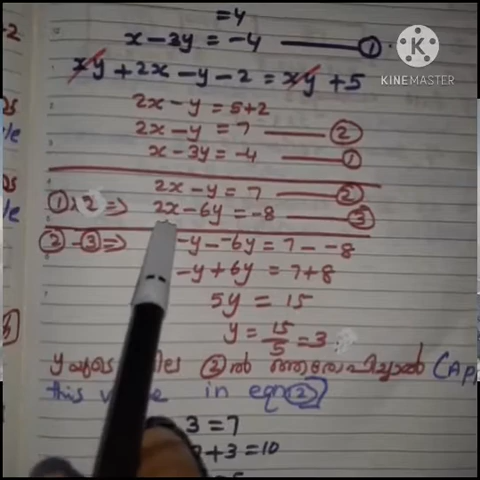 =4
x-3y = -4 ①
xy + 2x - y - 2 = xy + 5
KINEMASTER
2x - y = 5+2
2x - y = 7 ②
x - 3y = -4 ①
2x - y = 7 ②
①×2 ⇒ 2x - 6y = -8 ③
②-③ ⇒ -y - -6y = 7 - -8
-y + 6y = 7+8
5y = 15
y = 15/5 = 3
②ൽ (Ap
this in eqn②
3 = 7
+3 = 10